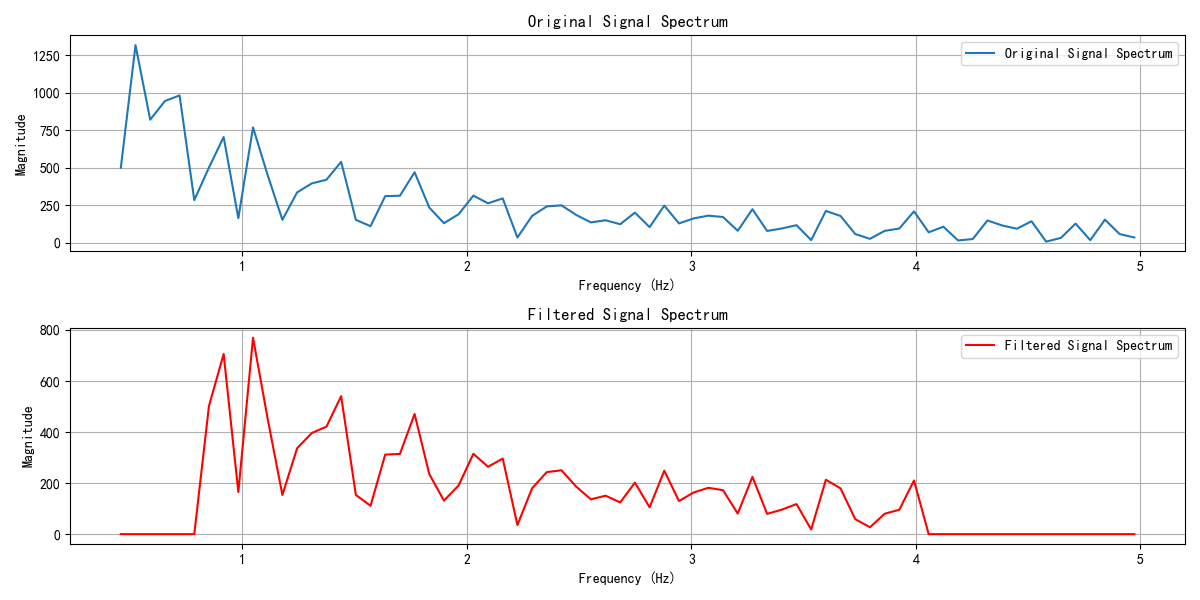 Original Signal Spectrum
Original Signal Spectrum
Magnitude
1250
1000
750
500
250
0
1 2 3 4 5
Frequency (Hz)
Filtered Signal Spectrum
Filtered Signal Spectrum
Magnitude
800
600
400
200
0
1 2 3 4 5
Frequency (Hz)